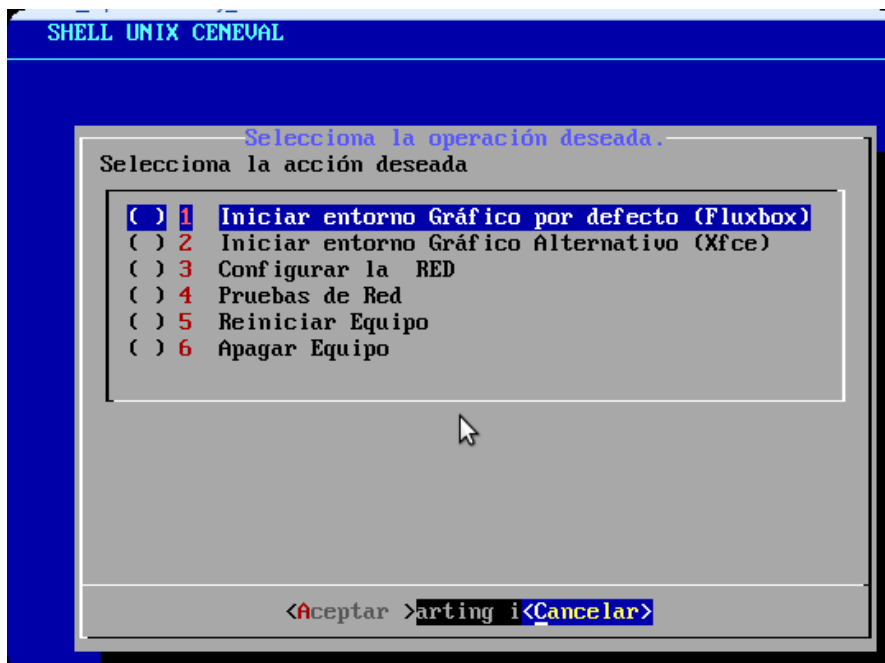 SHELL UNIX CENEVAL
Selecciona la operación deseada.
Selecciona la acción deseada
( ) 1 Iniciar entorno Gráfico por defecto (Fluxbox)
( ) 2 Iniciar entorno Gráfico Alternativo (Xfce)
( ) 3 Configurar la RED
( ) 4 Pruebas de Red
( ) 5 Reiniciar Equipo
( ) 6 Apagar Equipo
<Aceptar >arting i<Cancelar>